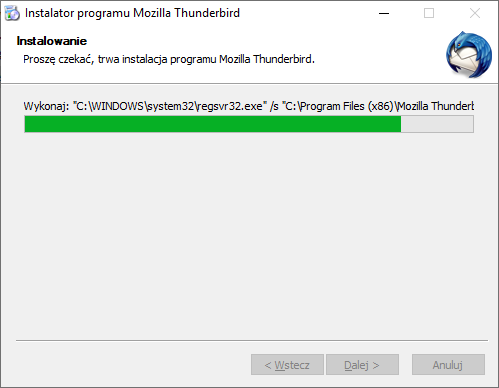 Instalator programu Mozilla Thunderbird
Instalowanie
Proszę czekać, trwa instalacja programu Mozilla Thunderbird.
Wykonaj: "C:\WINDOWS\system32\regsvr32.exe" /s "C:\Program Files (x86)\Mozilla Thunderb
< Wstecz
Dalej >
Anuluj